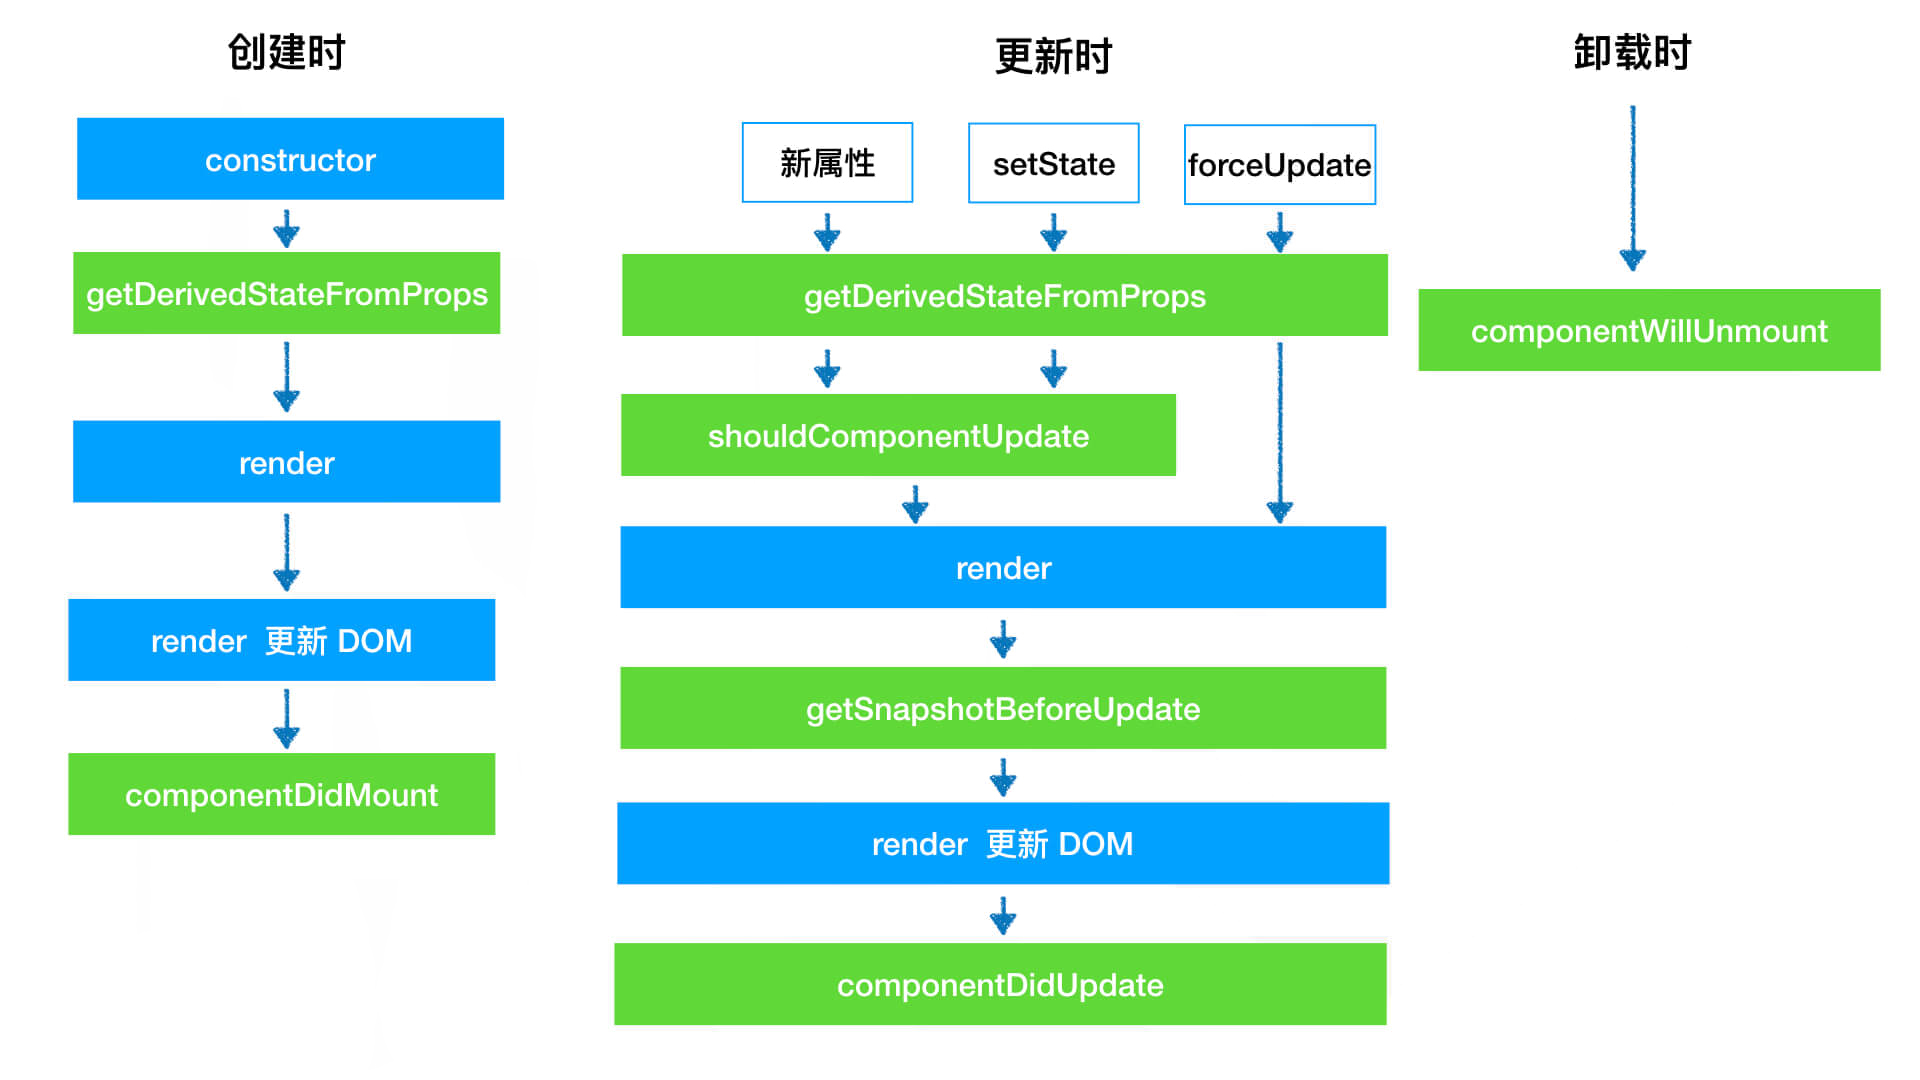 创建时
constructor
getDerivedStateFromProps
render
render 更新 DOM
componentDidMount
更新时
新属性
setState
forceUpdate
getDerivedStateFromProps
shouldComponentUpdate
render
getSnapshotBeforeUpdate
render 更新 DOM
componentDidUpdate
卸载时
componentWillUnmount